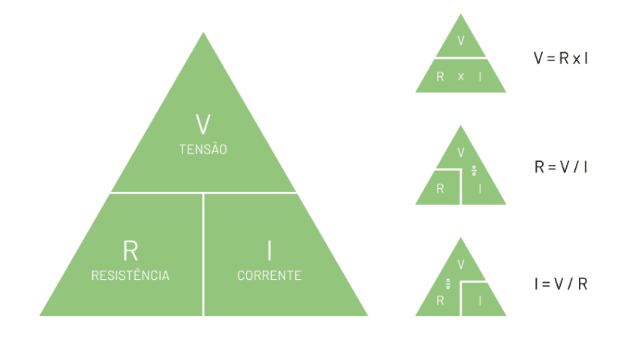 V
TENSÃO
R
RESISTÊNCIA
I
CORRENTE
V
R x I
V = R x I
V
÷
R I
R = V / I
V
÷
R I
I = V / R